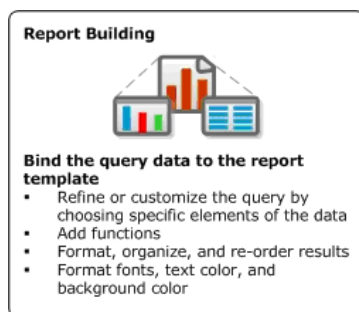 Report Building
Bind the query data to the report
template
▪ Refine or customize the query by
choosing specific elements of the data
▪ Add functions
▪ Format, organize, and re-order results
▪ Format fonts, text color, and
background color